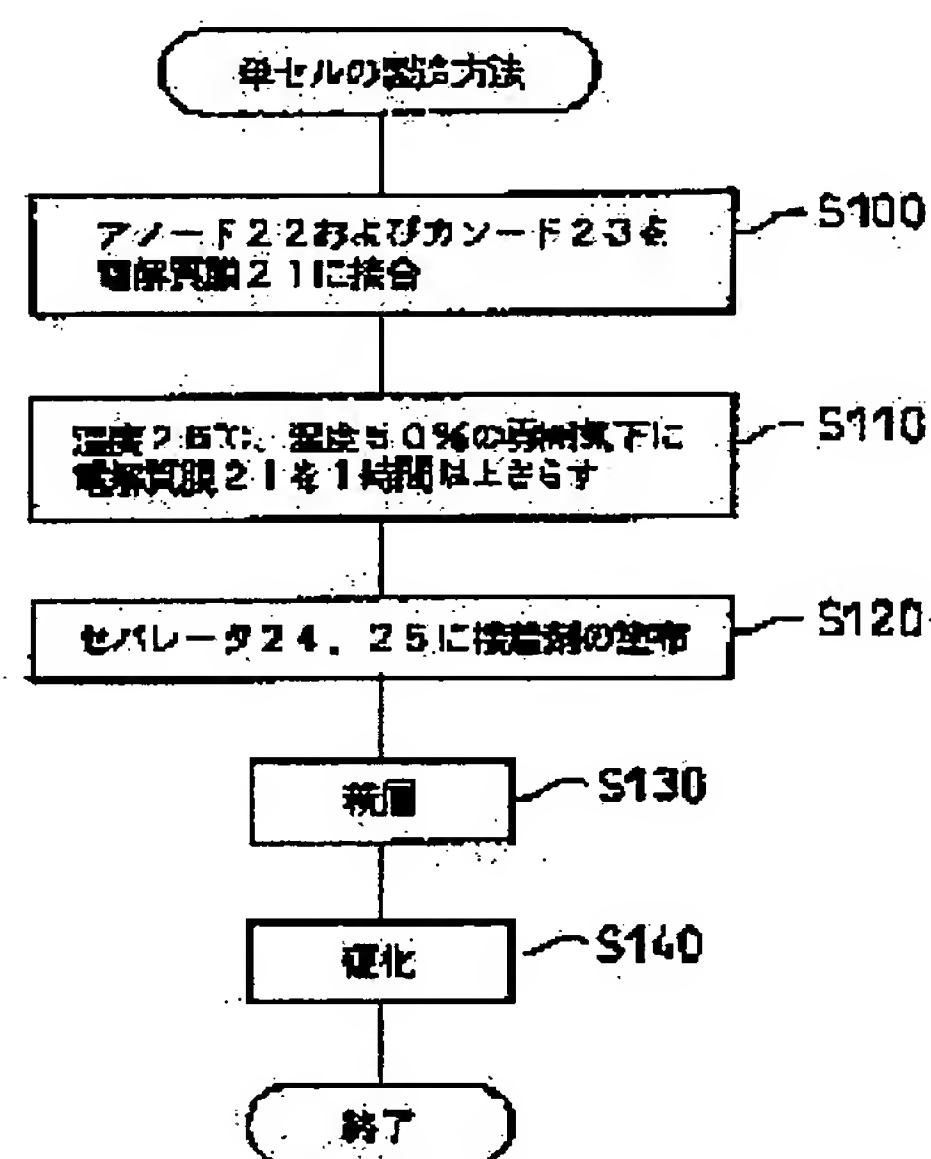 単セルの製造方法
アノード22およびカソード23を
電解質膜21に接合
S100
湿度50%の雰囲気下に
電解質膜21を1時間以上さらす
S110
セパレータ24,25に接着剤の塗布
S120
積層
S130
硬化
S140
終了